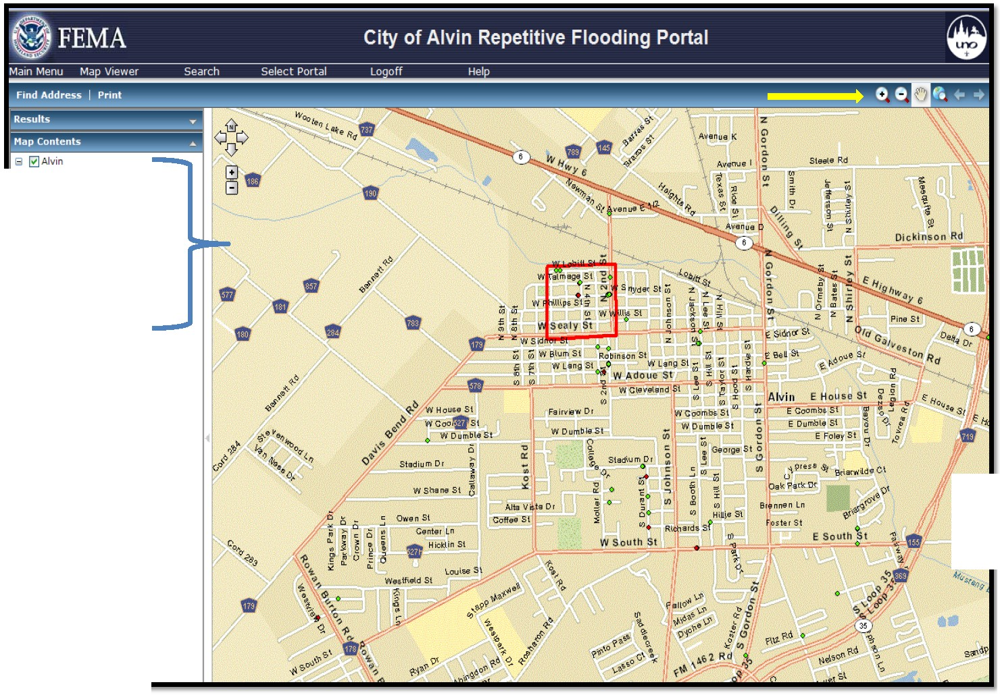 FEMA
City of Alvin Repetitive Flooding Portal
uno
Main Menu Map Viewer Search Select Portal Logoff Help
Find Address | Print
Results
Map Contents
Alvin
N
Wooten Lake Rd
737
6
789
145
Barras St
Brazos St
Avenue K
N Gordon St
W Hwy 6
Avenue I
Steele Rd
186
190
Newman St
Heights Rd
Texas St
Rice St
Smith Dr
Jefferson St
N Shirley St
Mesquite St
Avenue E 1/2
Avenue D
Dilling St
6
Dickinson Rd
Bennett Rd
W Lobitt St
W Talmage St
N 2nd St
Lobitt St
N Gordon St
N Ormsby St
N Bates St
N Shirley St
E Highway 6
577
857
181
W Snyder St
N 4th St
W Phillips St
W Willis St
N Johnson St
N Jackson St
N Lee St
N Hill St
Pine St
180
284
783
N 9th St
N 8th St
W Sealy St
E Sidnor St
6
Delta Dr
Old Galveston Rd
179
W Sidnor St
W Blum St
Robinson St
E Bell St
E Adoue St
W Lang St
W Lang St
S 8th St
S 7th St
W Adoue St
S Lee St
S Hill St
S Taylor St
S Hood St
S Hardie St
578
S 2nd St
W Cleveland St
Alvin
E House St
Legion Rd
Bennett Rd
Davis Bend Rd
W House St
Fairview Dr
W Coombs St
E Coombs St
Dezso Dr
E House St
527
W Dumble St
W Dumble St
W Dumble St
E Dumble St
E Foley St
Bayou Dr
Tovrea Rd
719
Stevenwood Ln
Van Ness Dr
Cord 284
Callaway Dr
Kost Rd
College Dr
Stadium Dr
S Johnson St
S Lee St
George St
S Gordon St
Stadium Dr
Cypress St
Briarwilde Ct
W Shane St
Moller Rd
S Durant St
S Booth Ln
S Hill St
Oak Park Dr
Alta Vista Dr
Brennen Ln
Briargrove Dr
Owen St
Coffee St
Hillje St
Foster St
Center Ln
Richards St
Kings Park Dr
Parkway Dr
Crown Dr
Prince Dr
Queens Ln
Hicklin St
W South St
E South St
155
527H
Cord 283
S Park Dr
Rowan Burton Rd
Louise St
Kost Rd
369
Westfield St
Mustang
Westview Dr
Kings Ln
Stapp Maxwell
Fallow Ln
S Loop 35
S Loop 35
179
Midas Ln
Dyche Ln
Koster Rd
S Gordon St
35
Westpark Dr
Rosharon Rd
Saddlecreek
Pinto Pass
Fitz Rd
178
W South St
Ryan Dr
Abingdon Rd
Lasso Ct
FM 1462 Rd
Nelson Rd
Sandp